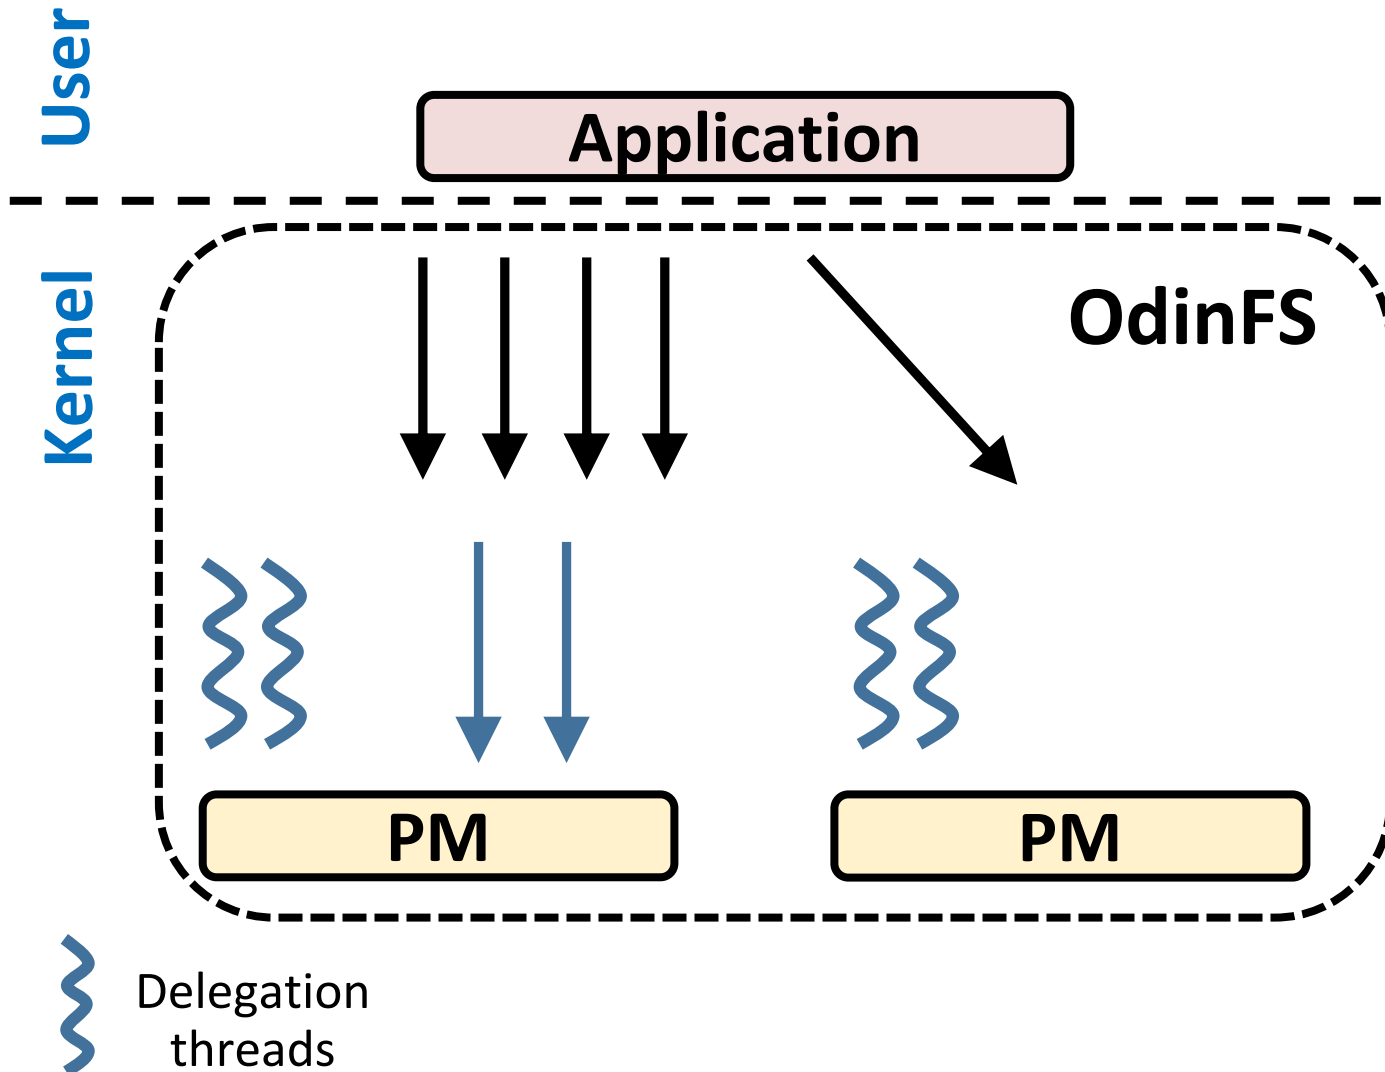 User
Application
Kernel
OdinFS
PM
PM
Delegation
threads